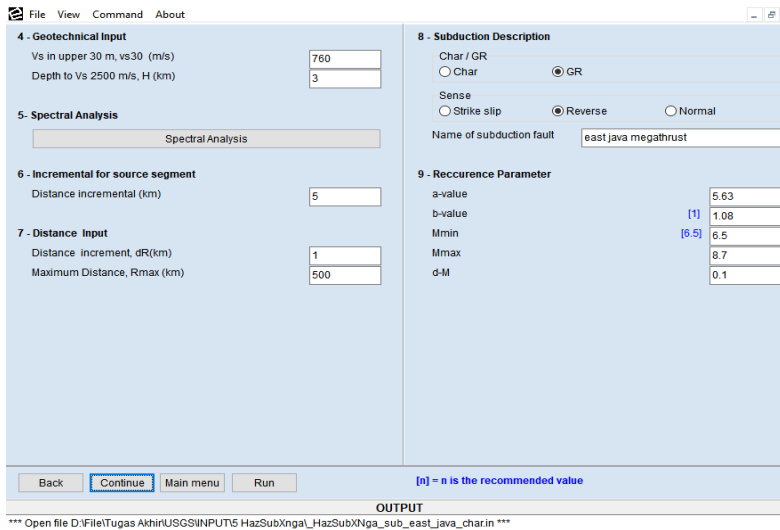 File View Command About
4 - Geotechnical Input
Vs in upper 30 m, vs30 (m/s) 760
Depth to Vs 2500 m/s, H (km) 3
5- Spectral Analysis
Spectral Analysis
6 - Incremental for source segment
Distance incremental (km) 5
7 - Distance Input
Distance increment, dR(km) 1
Maximum Distance, Rmax (km) 500
8 - Subduction Description
Char / GR
Char GR
Sense
Strike slip Reverse Normal
Name of subduction fault east java megathrust
9 - Reccurence Parameter
a-value 5.63
b-value [1] 1.08
Mmin [6.5] 6.5
Mmax 8.7
d-M 0.1
Back Continue Main menu Run [n] = n is the recommended value
OUTPUT
*** Open file D:\File\Tugas Akhir\USGS\INPUT\5 HazSubXnga\_HazSubXNga_sub_east_java_char.in ***